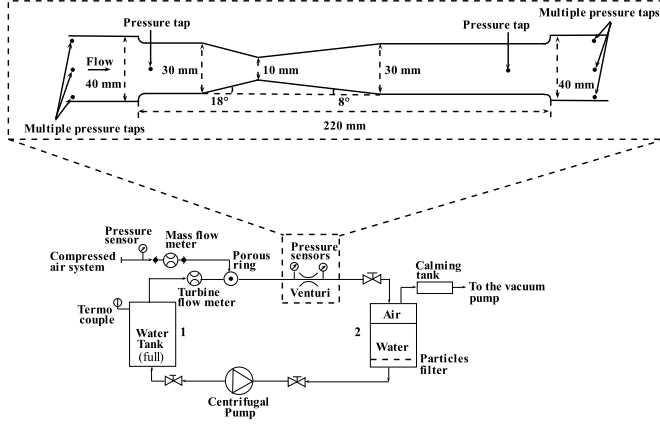 Pressure tap
Pressure tap
Multiple pressure taps
Flow
40 mm
30 mm
10 mm
30 mm
40 mm
18°
8°
Multiple pressure taps
220 mm
Pressure
sensor
Mass flow
meter
Compressed
air system
Porous
ring
Pressure
sensors
Calming
tank
To the vacuum
pump
Turbine
flow meter
Venturi
Termo
couple
1
2
Air
Water
Tank
(full)
Water
Particles
filter
Centrifugal
Pump